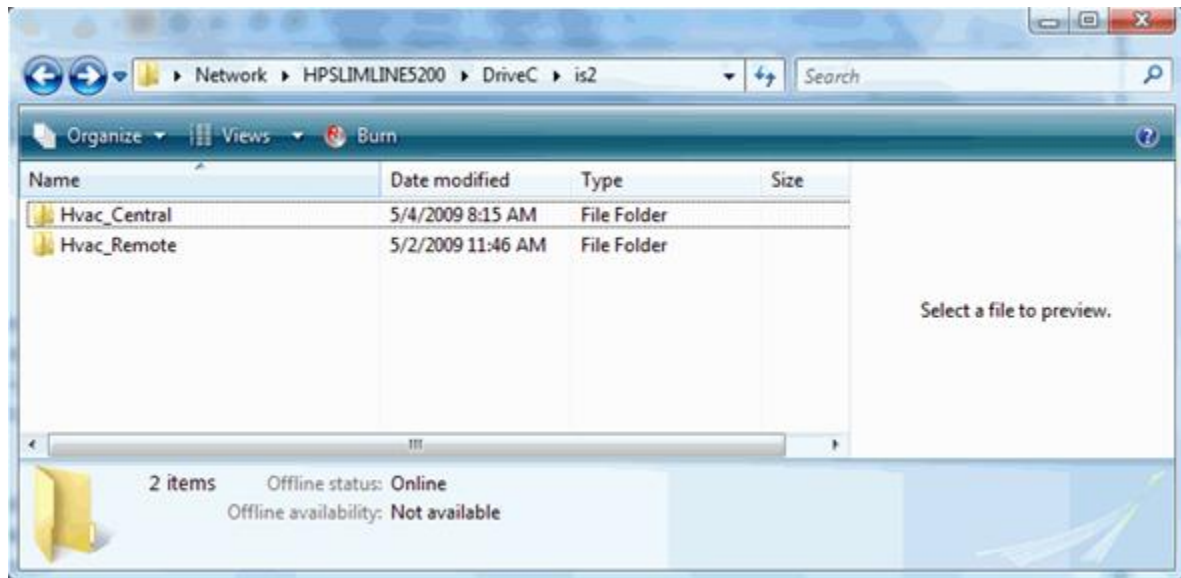 Network ▸ HPSLIMLINE5200 ▸ DriveC ▸ is2 Search
Organize Views Burn
Name Date modified Type Size
Hvac_Central 5/4/2009 8:15 AM File Folder
Hvac_Remote 5/2/2009 11:46 AM File Folder
Select a file to preview.
2 items Offline status: Online
Offline availability: Not available